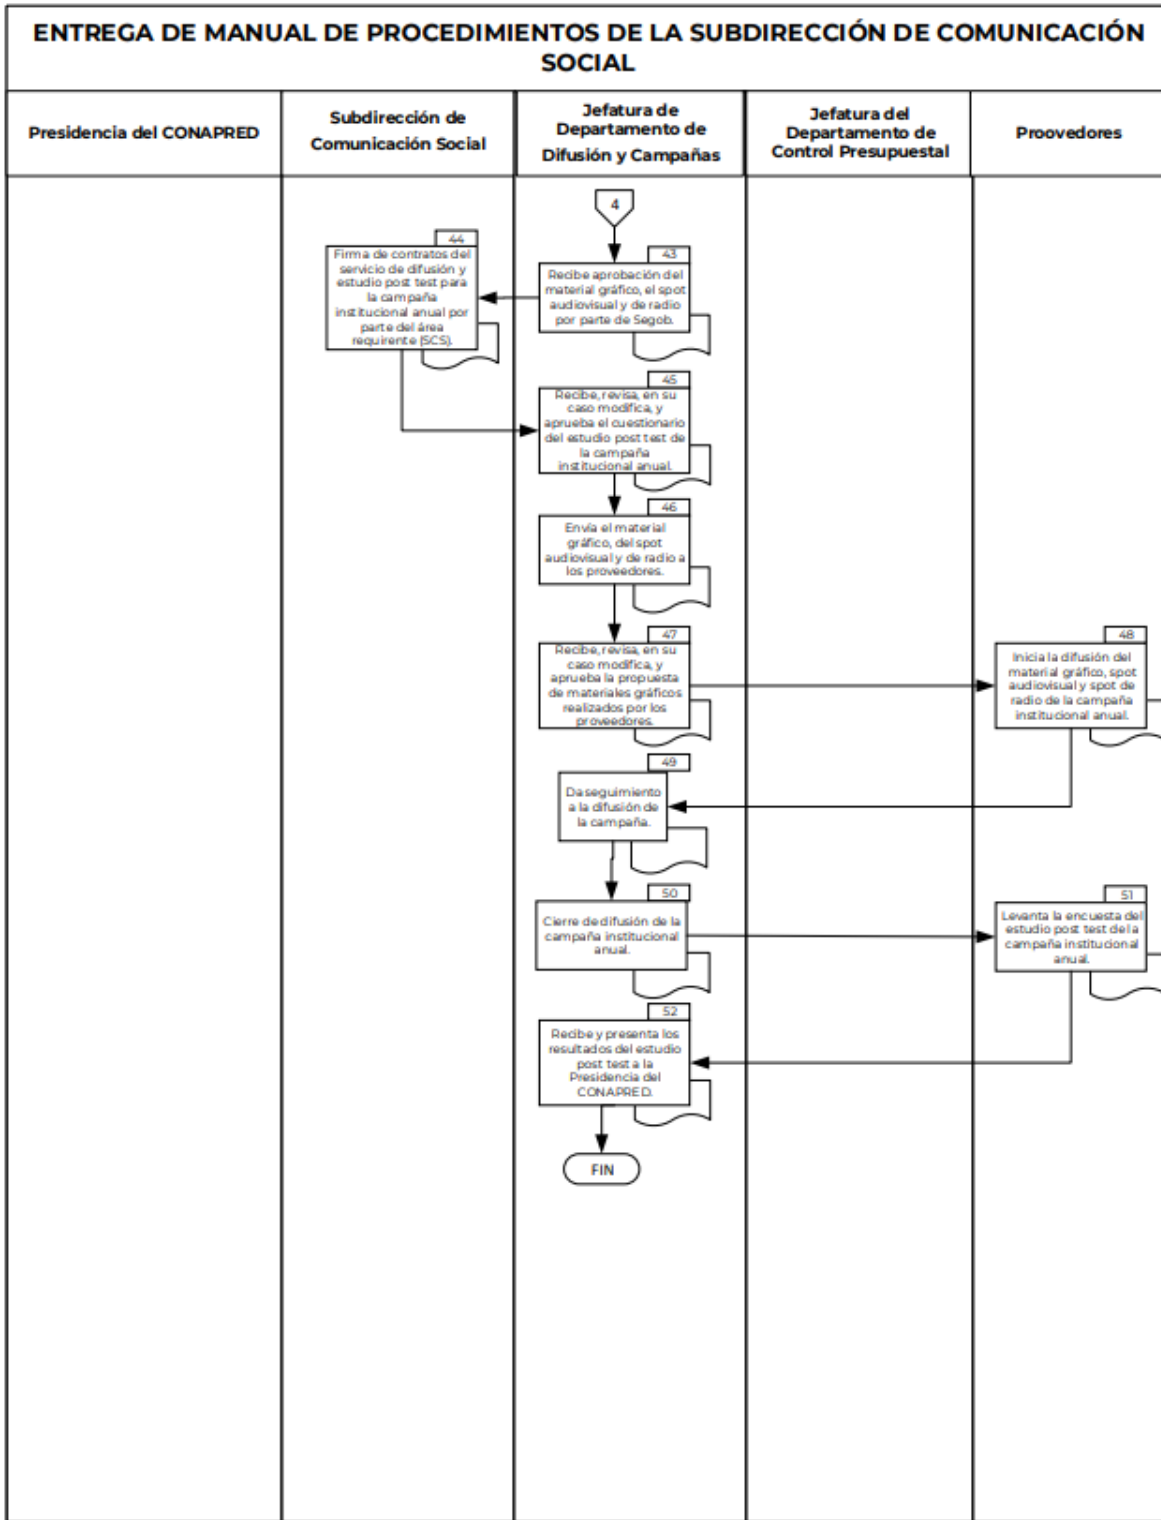 ENTREGA DE MANUAL DE PROCEDIMIENTOS DE LA SUBDIRECCIÓN DE COMUNICACIÓN
SOCIAL
Presidencia del CONAPRED
Subdirección de
Comunicación Social
Jefatura de
Departamento de
Difusión y Campañas
Jefatura del
Departamento de
Control Presupuestal
Proovedores
4
43
Recibe aprobación del
material gráfico, el spot
audiovisual y de radio
por parte de Segob.
44
Firma de contratos del
servicio de difusión y
estudio post test para
la campaña
institucional anual por
parte del área
requirente (SCS).
45
Recibe, revisa, en su
caso modifica, y
aprueba el cuestionario
del estudio post test de
la campaña
institucional anual.
46
Envía el material
gráfico, del spot
audiovisual y de radio a
los proveedores.
47
Recibe, revisa, en su
caso modifica, y
aprueba la propuesta
de materiales gráficos
realizados por los
proveedores.
48
Inicia la difusión del
material gráfico, spot
audiovisual y spot de
radio de la campaña
institucional anual.
49
Da seguimiento
a la difusión de
la campaña.
50
Cierre de difusión de la
campaña institucional
anual.
51
Levanta la encuesta del
estudio post test de la
campaña institucional
anual.
52
Recibe y presenta los
resultados del estudio
post test a la
Presidencia del
CONAPRED.
FIN